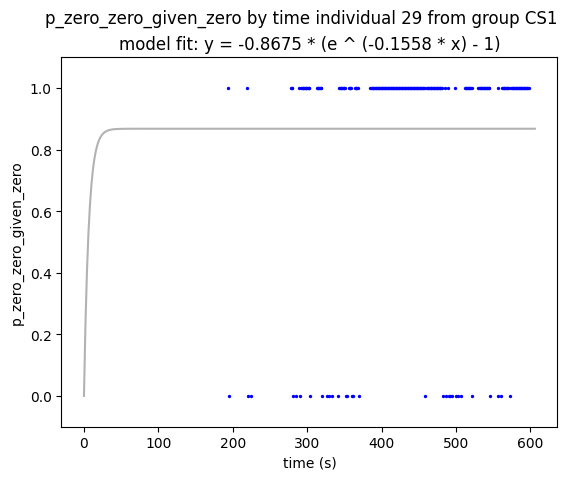 p_zero_zero_given_zero by time individual 29 from group CS1
model fit: y = -0.8675 * (e ^ (-0.1558 * x) - 1)
1.0
0.8
0.6
0.4
0.2
0.0
p_zero_zero_given_zero
0 100 200 300 400 500 600
time (s)